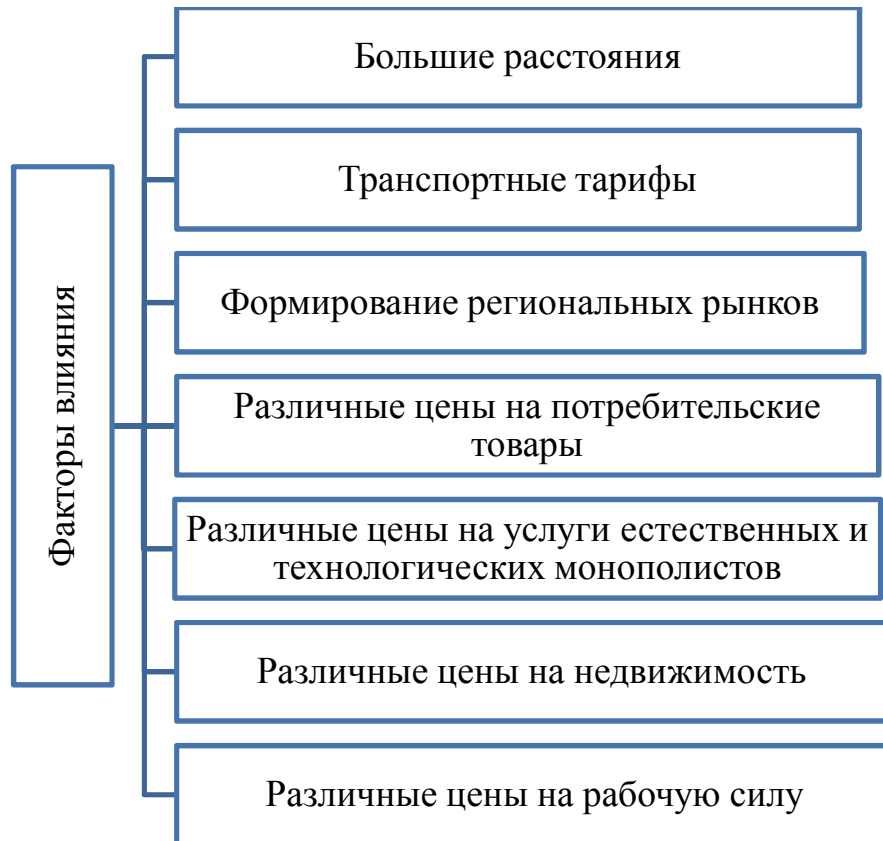 Факторы влияния
Большие расстояния
Транспортные тарифы
Формирование региональных рынков
Различные цены на потребительские
товары
Различные цены на услуги естественных и
технологических монополистов
Различные цены на недвижимость
Различные цены на рабочую силу